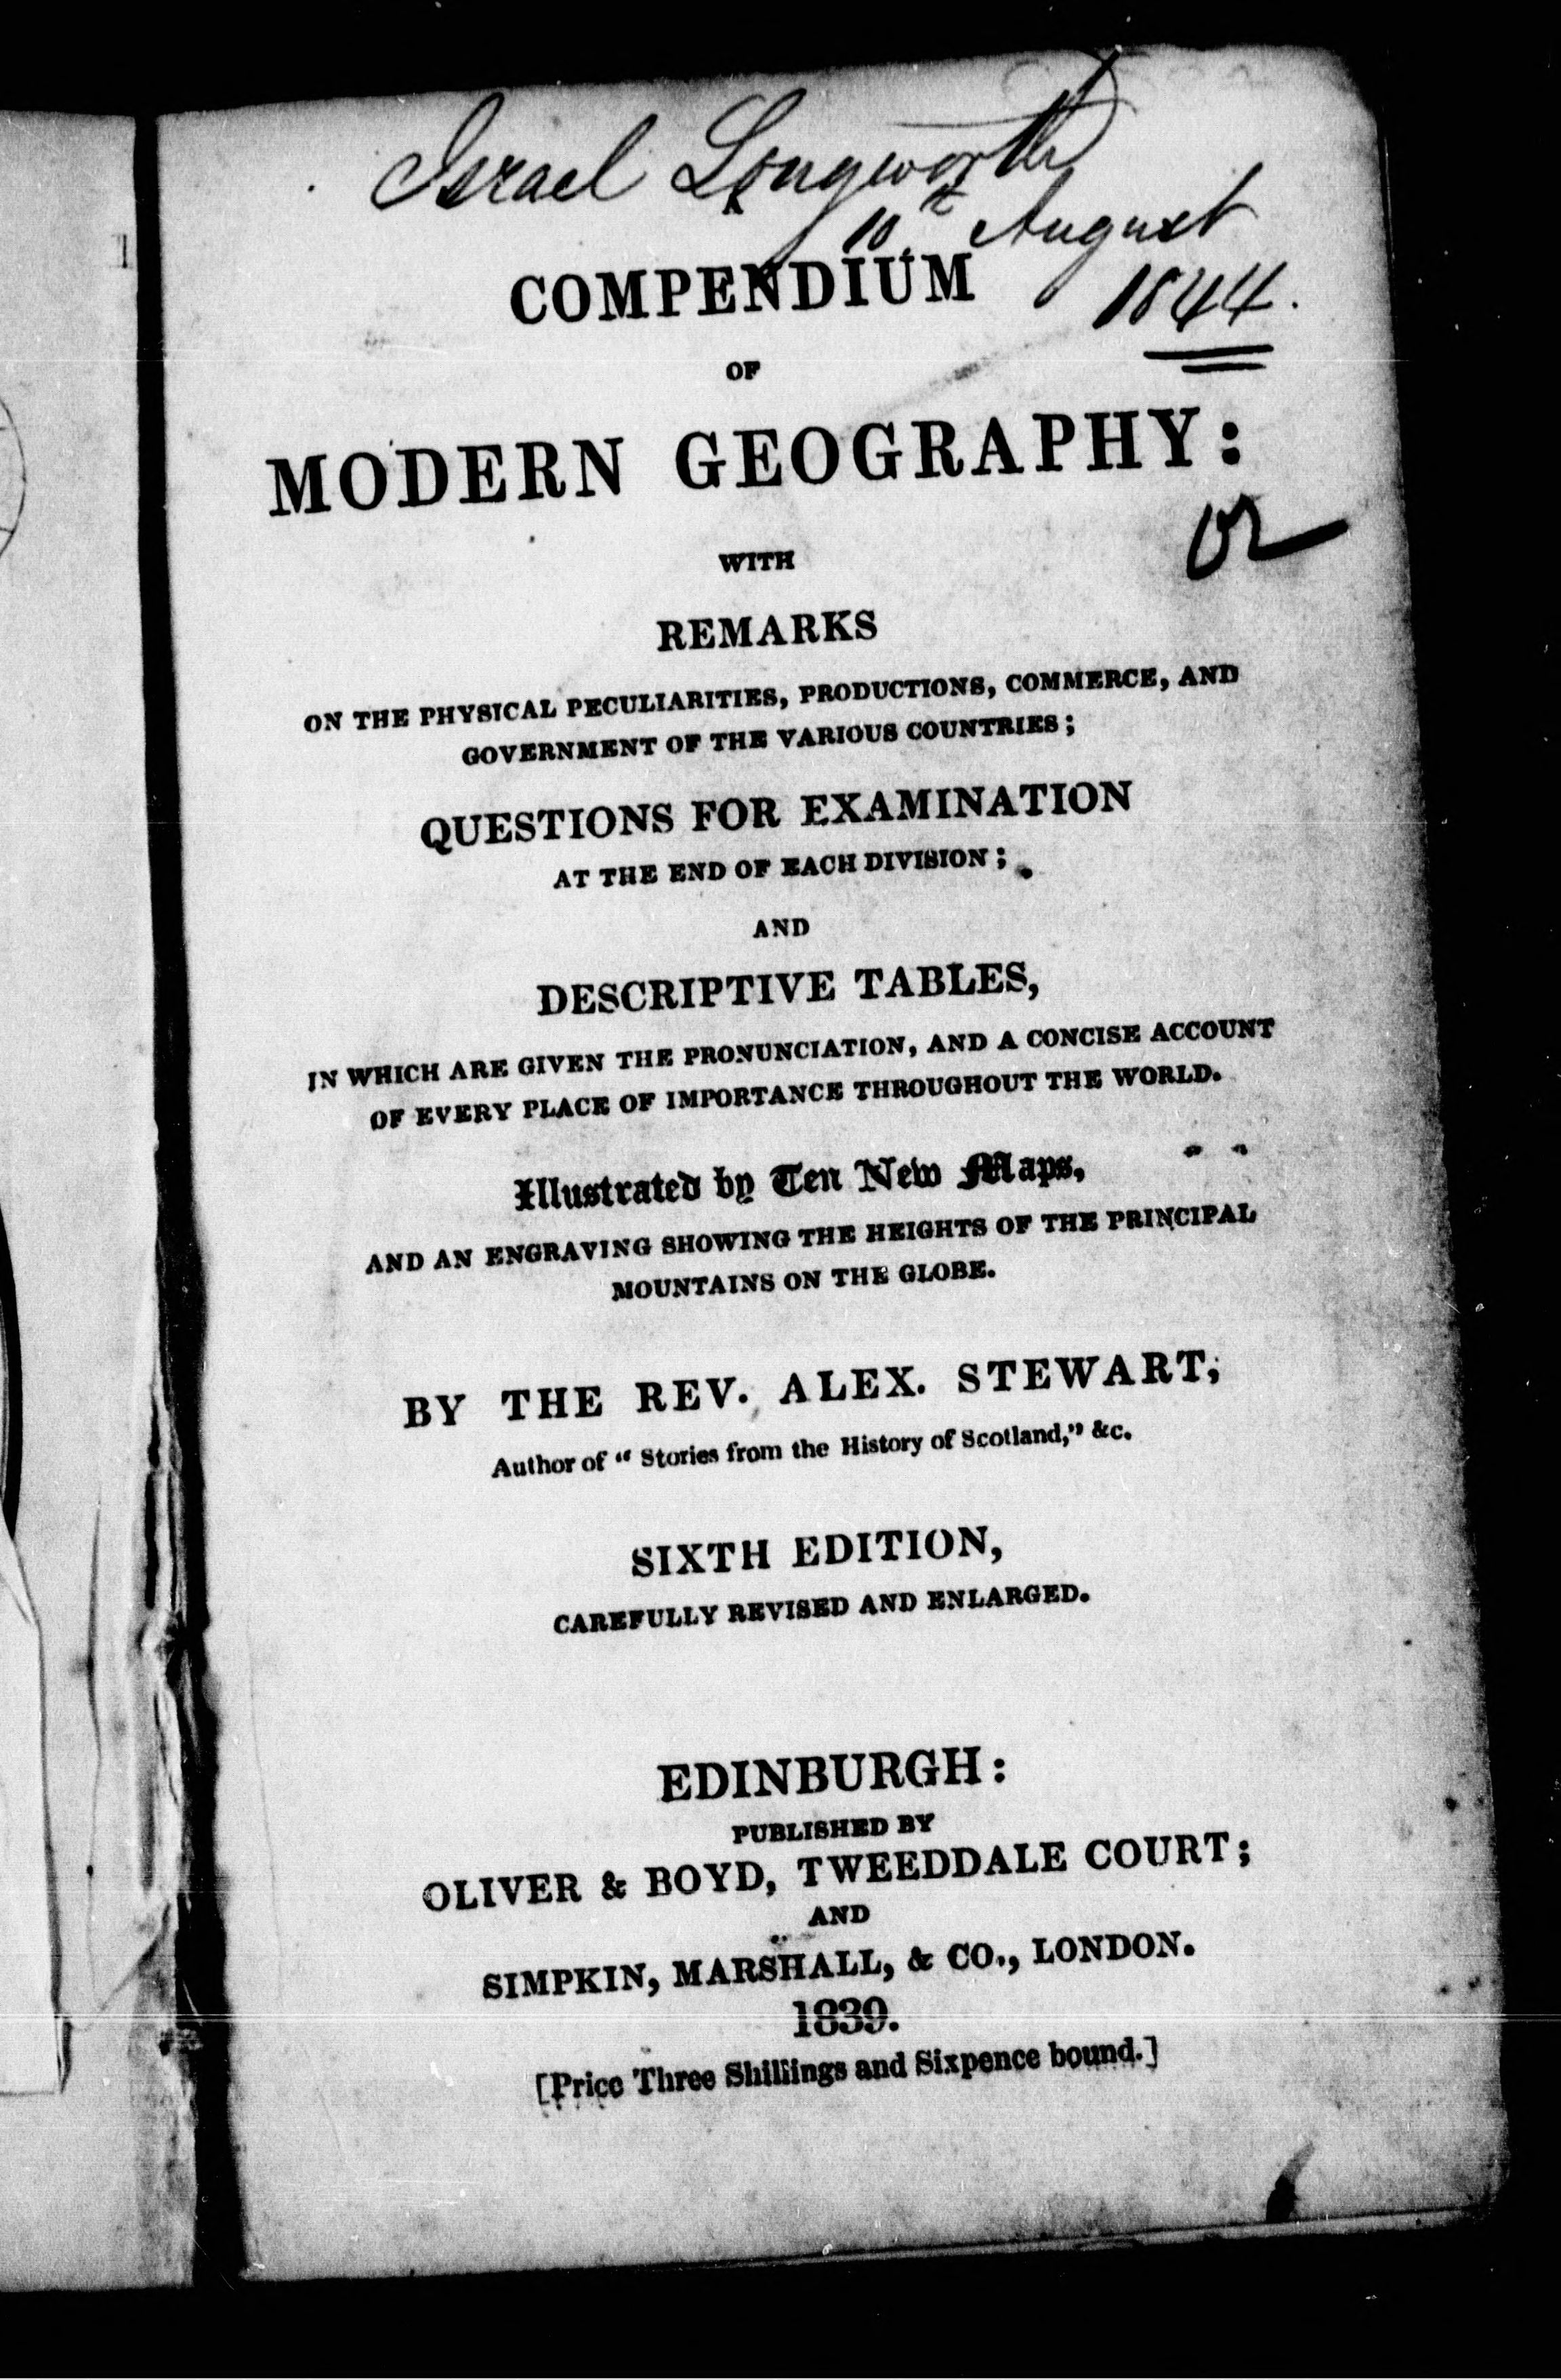 Israel Longworth
10th August
1844.
A
COMPENDIUM
OF
MODERN GEOGRAPHY:
WITH
REMARKS
ON THE PHYSICAL PECULIARITIES, PRODUCTIONS, COMMERCE, AND
GOVERNMENT OF THE VARIOUS COUNTRIES;
QUESTIONS FOR EXAMINATION
AT THE END OF EACH DIVISION;
AND
DESCRIPTIVE TABLES,
IN WHICH ARE GIVEN THE PRONUNCIATION, AND A CONCISE ACCOUNT
OF EVERY PLACE OF IMPORTANCE THROUGHOUT THE WORLD.
Illustrated by Ten New Maps,
AND AN ENGRAVING SHOWING THE HEIGHTS OF THE PRINCIPAL
MOUNTAINS ON THE GLOBE.
BY THE REV. ALEX. STEWART,
Author of "Stories from the History of Scotland," &c.
SIXTH EDITION,
CAREFULLY REVISED AND ENLARGED.
EDINBURGH:
PUBLISHED BY
OLIVER & BOYD, TWEEDDALE COURT;
AND
SIMPKIN, MARSHALL, & CO., LONDON.
1839.
[Price Three Shillings and Sixpence bound.]